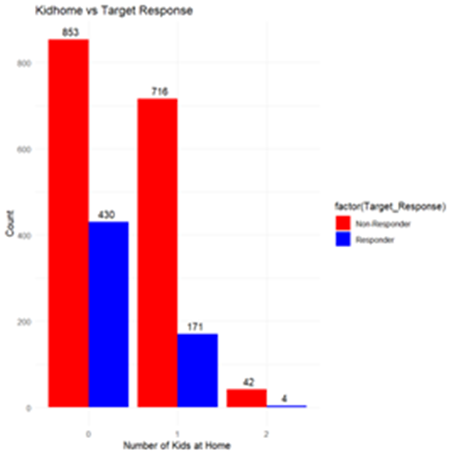 Kidhome vs Target Response
853
800
716
600
factor(Target_Response)
Non-Responder
Responder
Count
430
400
200
171
42
4
0
0
1
2
Number of Kids at Home